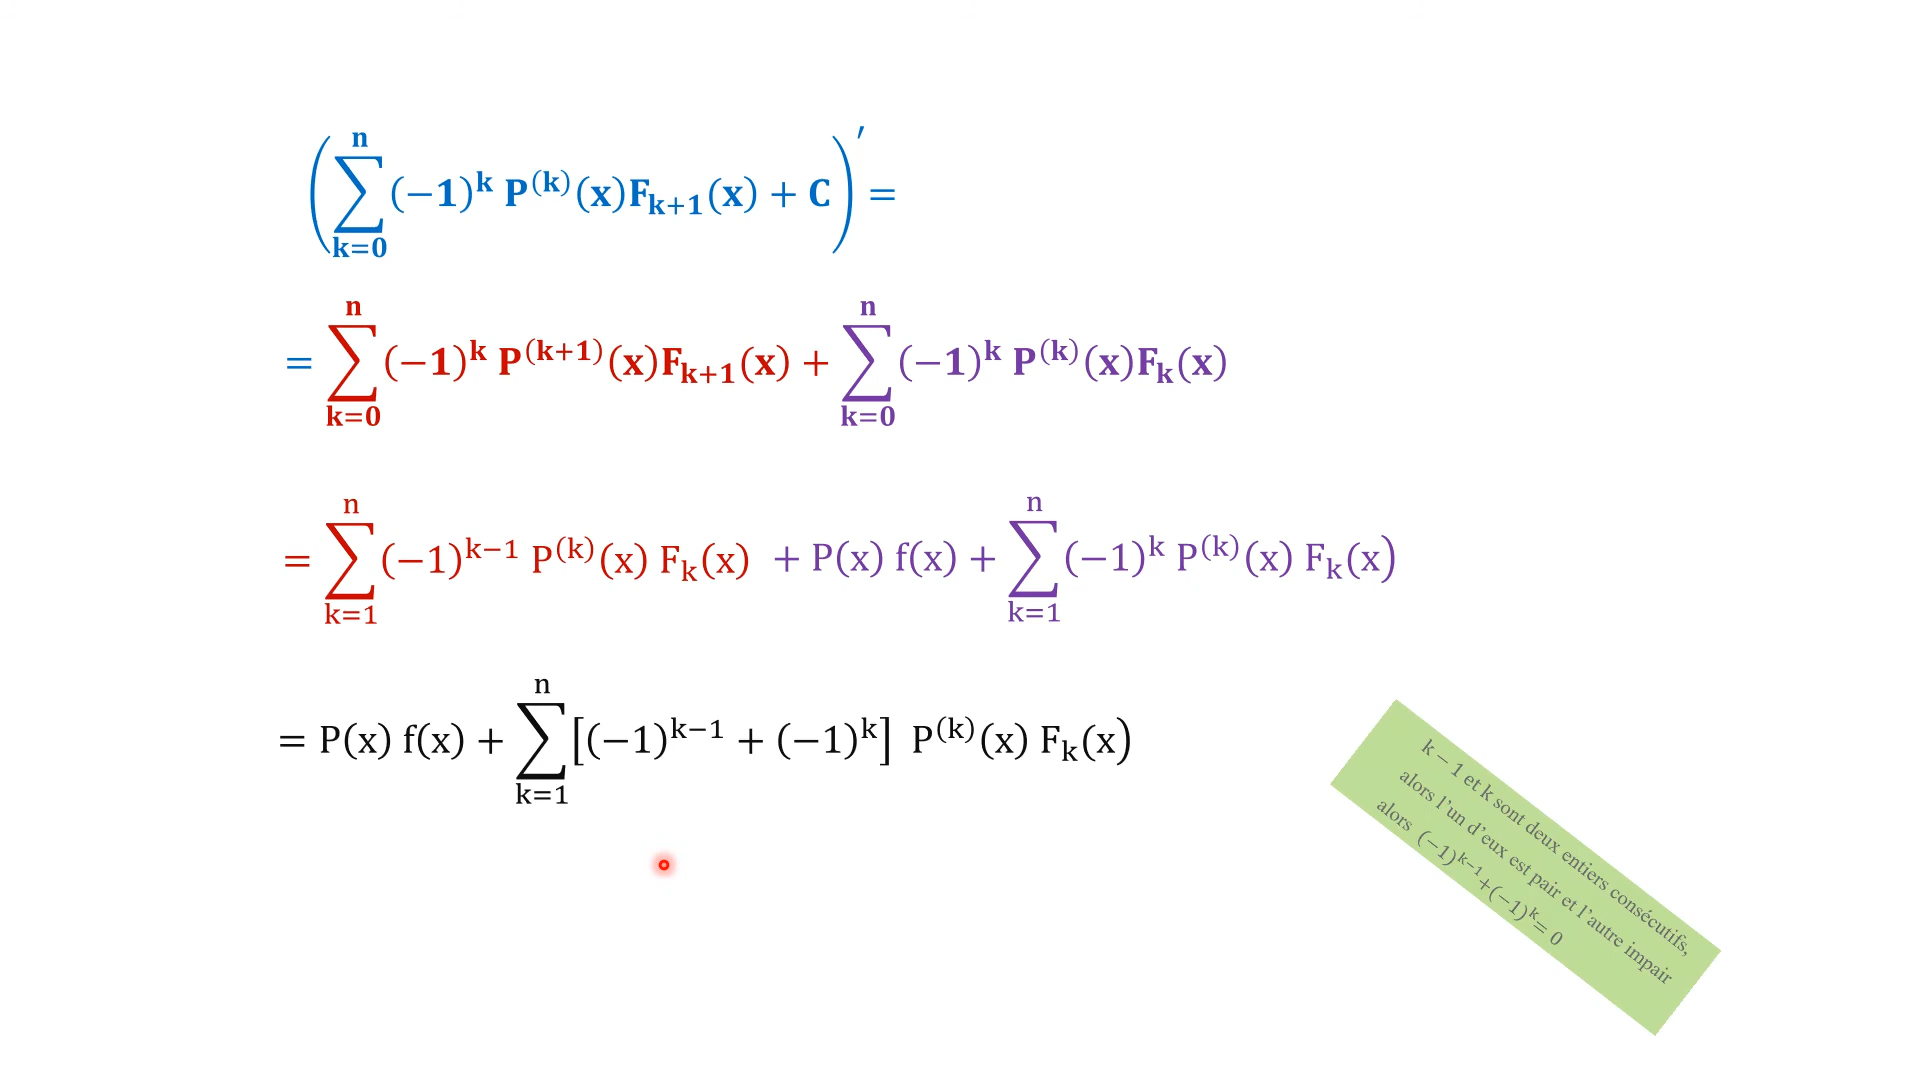 (∑_{k=0}^{n} (−1)^k P^{(k)}(x)F_{k+1}(x) + C)′ =
= ∑_{k=0}^{n} (−1)^k P^{(k+1)}(x)F_{k+1}(x) + ∑_{k=0}^{n} (−1)^k P^{(k)}(x)F_k(x)
= ∑_{k=1}^{n} (−1)^{k−1} P^{(k)}(x) F_k(x) + P(x) f(x) + ∑_{k=1}^{n} (−1)^k P^{(k)}(x) F_k(x)
= P(x) f(x) + ∑_{k=1}^{n} [(−1)^{k−1} + (−1)^k] P^{(k)}(x) F_k(x)
k − 1 et k sont deux entiers consécutifs,
alors l’un d’eux est pair et l’autre impair
alors (−1)^{k−1}+(−1)^k= 0